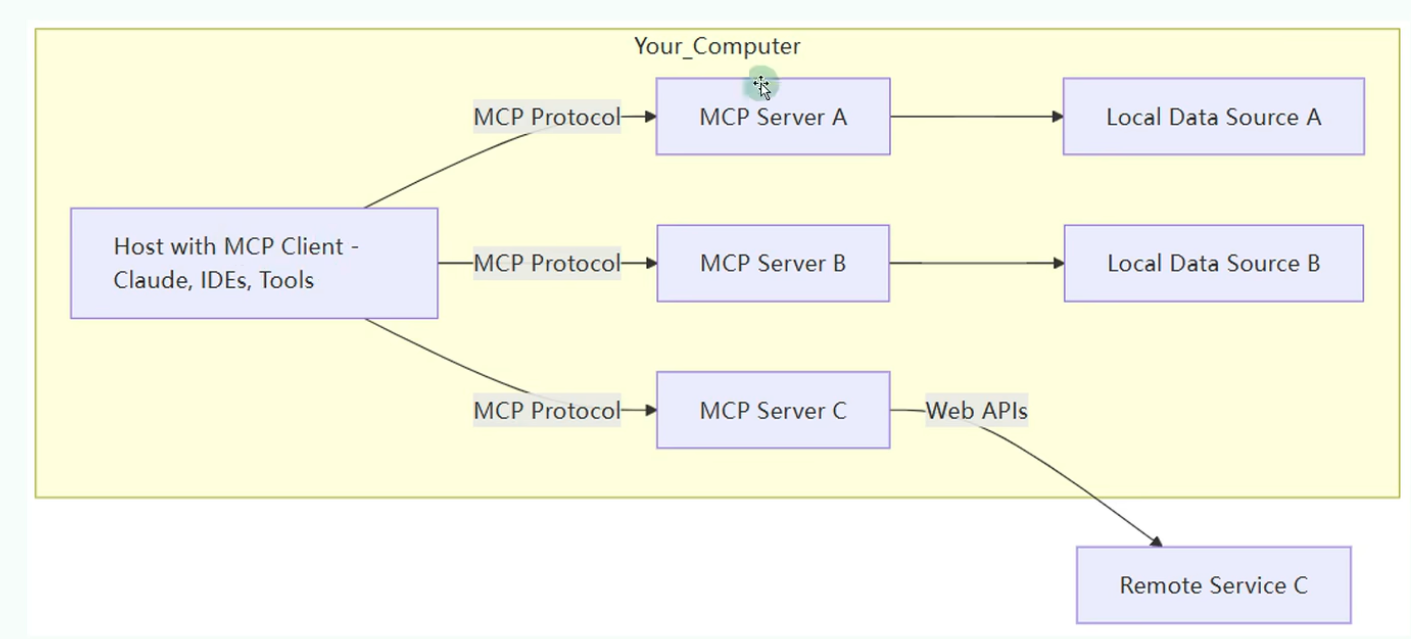 Your_Computer
MCP Protocol
MCP Server A
Local Data Source A
Host with MCP Client -
Claude, IDEs, Tools
MCP Protocol
MCP Server B
Local Data Source B
MCP Protocol
MCP Server C
Web APIs
Remote Service C